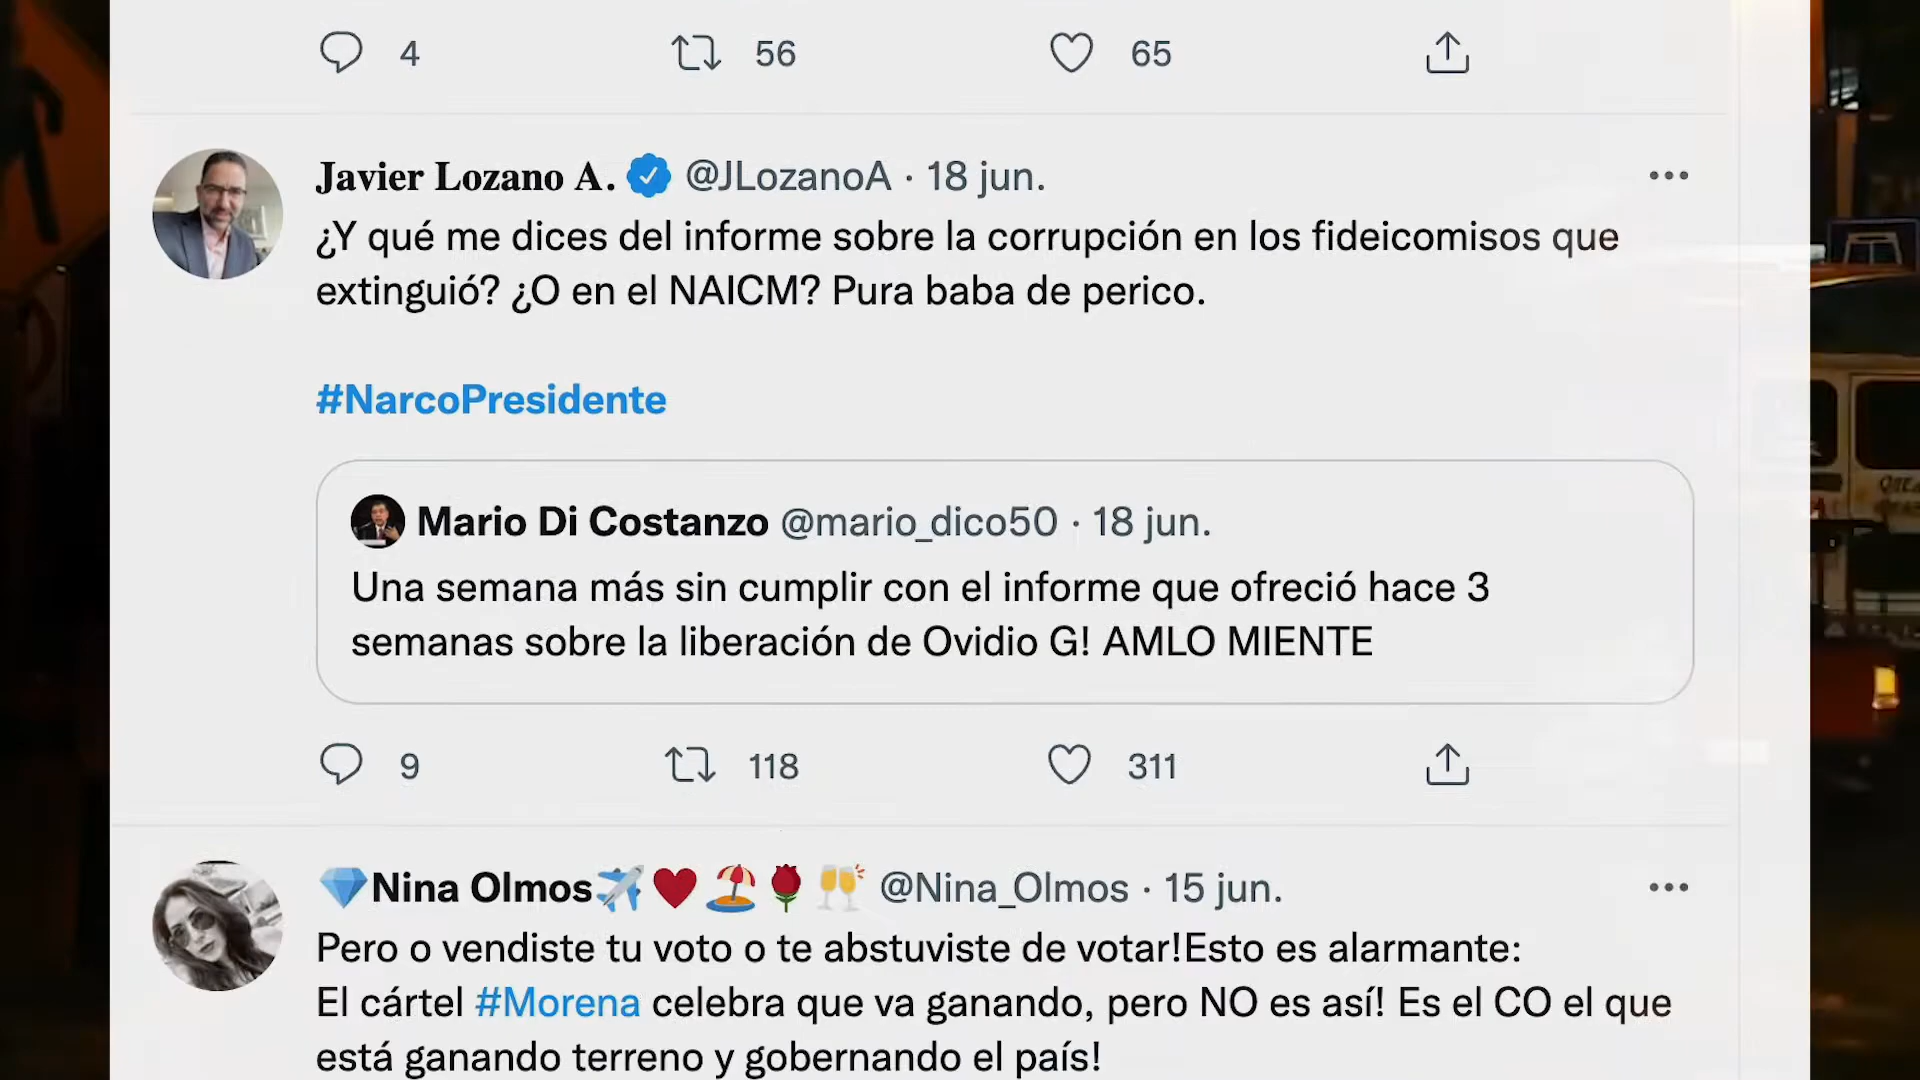 4 56 65
Javier Lozano A. @JLozanoA · 18 jun.
¿Y qué me dices del informe sobre la corrupción en los fideicomisos que
extinguió? ¿O en el NAICM? Pura baba de perico.
#NarcoPresidente
Mario Di Costanzo @mario_dico50 · 18 jun.
Una semana más sin cumplir con el informe que ofreció hace 3
semanas sobre la liberación de Ovidio G! AMLO MIENTE
9 118 311
💎Nina Olmos✈️❤️🏖️🌹🥂 @Nina_Olmos · 15 jun.
Pero o vendiste tu voto o te abstuviste de votar!Esto es alarmante:
El cártel #Morena celebra que va ganando, pero NO es así! Es el CO el que
está ganando terreno y gobernando el país!